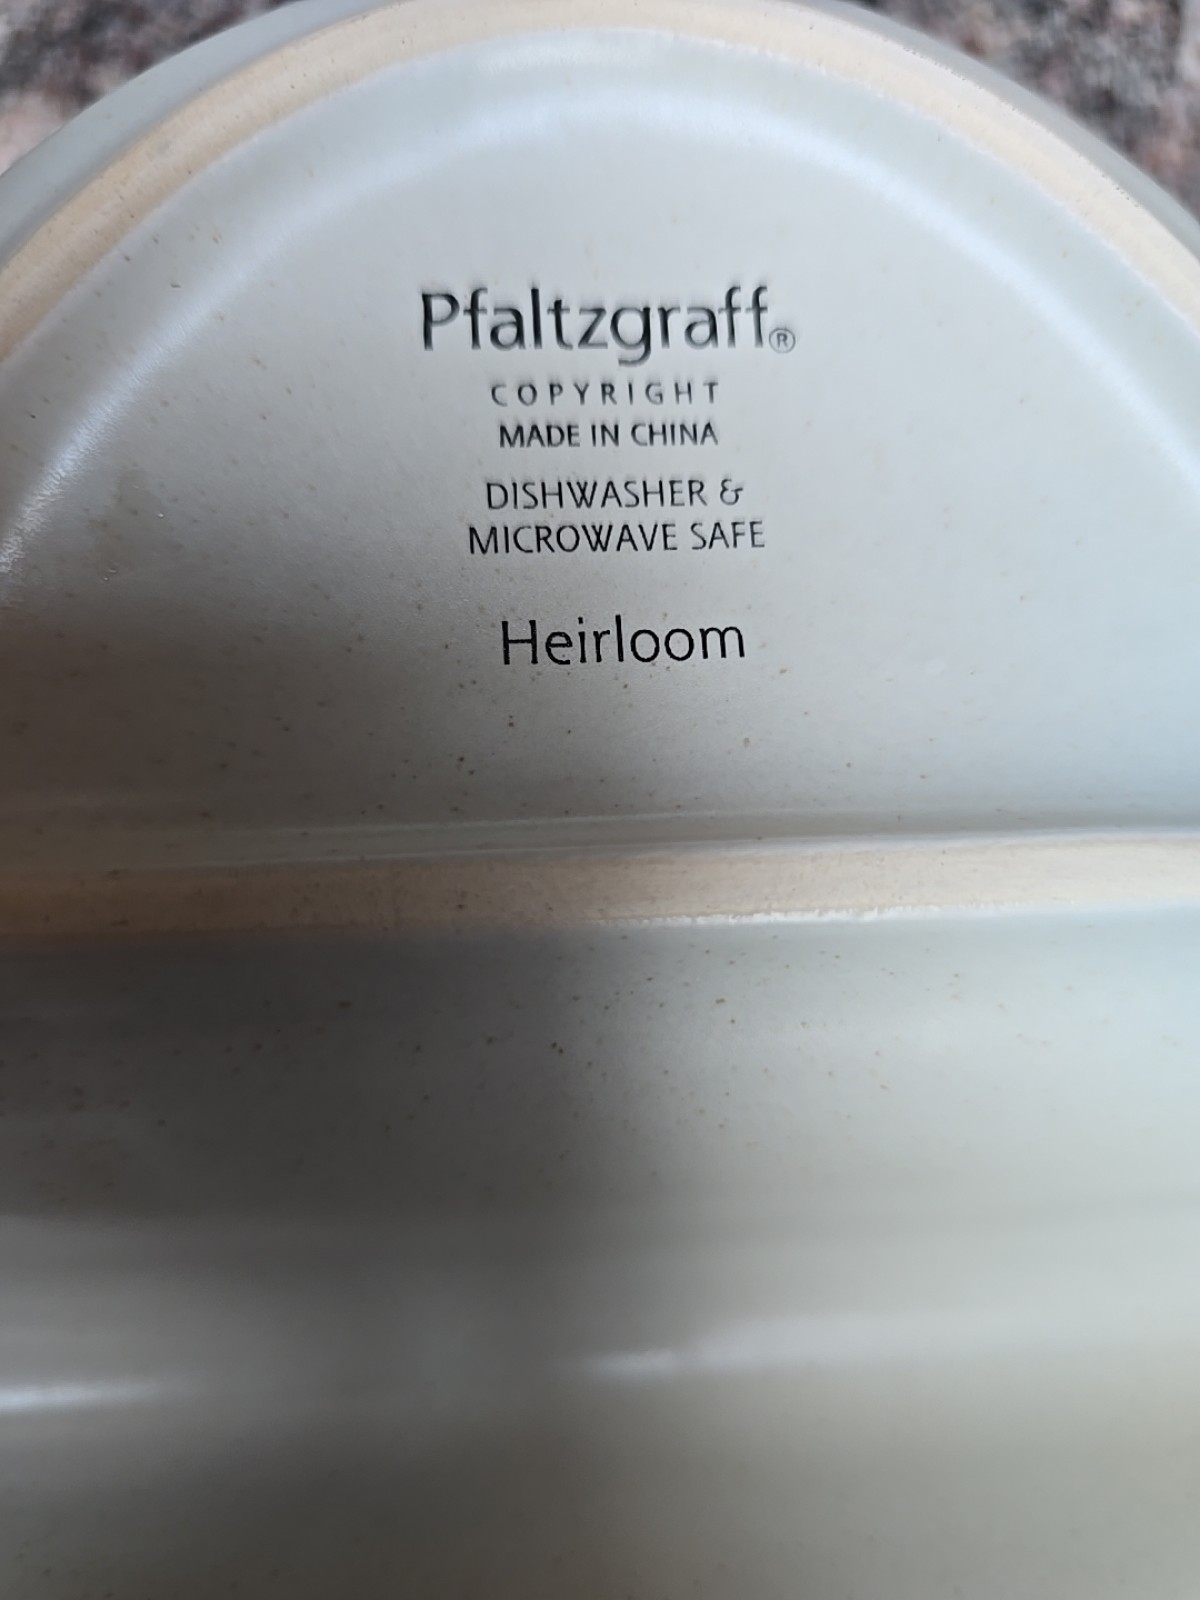 Pfaltzgraff®
COPYRIGHT
MADE IN CHINA
DISHWASHER &
MICROWAVE SAFE
Heirloom